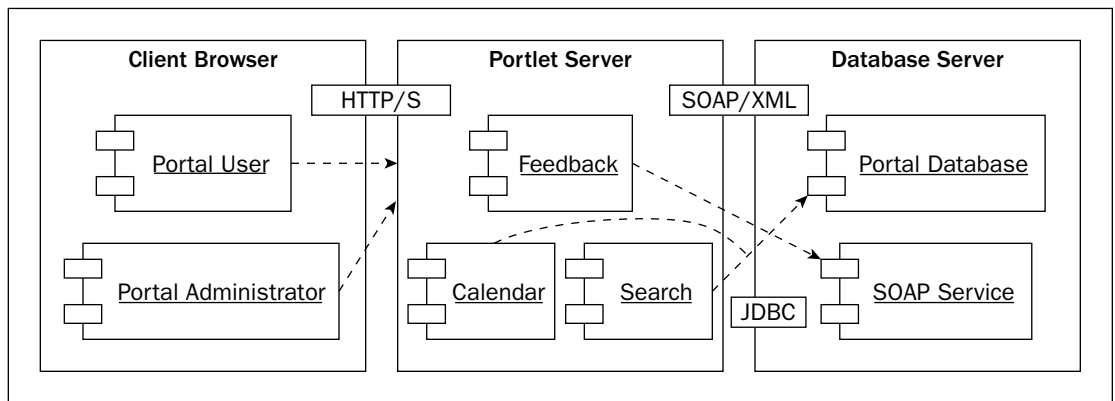 Client Browser
Portlet Server
Database Server
HTTP/S
SOAP/XML
Portal User
Feedback
Portal Database
Portal Administrator
Calendar
Search
SOAP Service
JDBC